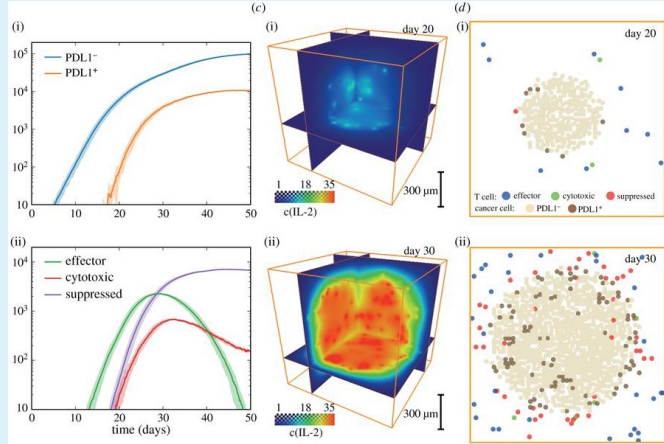 (c)
(d)
(i)
10⁵
10⁴
10³
10²
10
PDL1⁻
PDL1⁺
0 10 20 30 40 50
(i)
day 20
1 18 35
c(IL-2)
300 µm
(i)
day 20
T cell: effector cytotoxic suppressed
cancer cell: PDL1⁻ PDL1⁺
(ii)
10⁴
10³
10²
10
effector
cytotoxic
suppressed
0 10 20 30 40 50
time (days)
(ii)
day 30
1 18 35
c(IL-2)
300 µm
(ii)
day 30